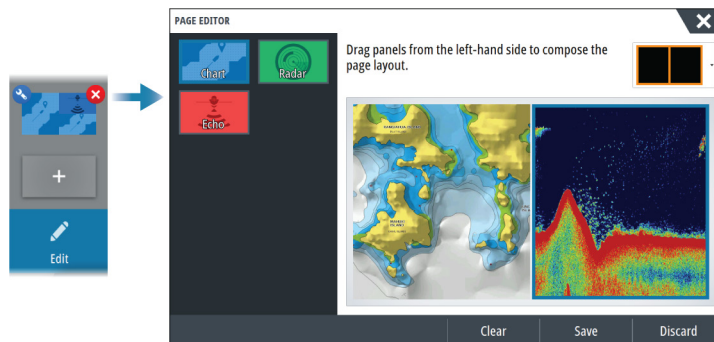 PAGE EDITOR
Chart
Radar
Echo
Drag panels from the left-hand side to compose the
page layout.
+
Edit
Clear
Save
Discard